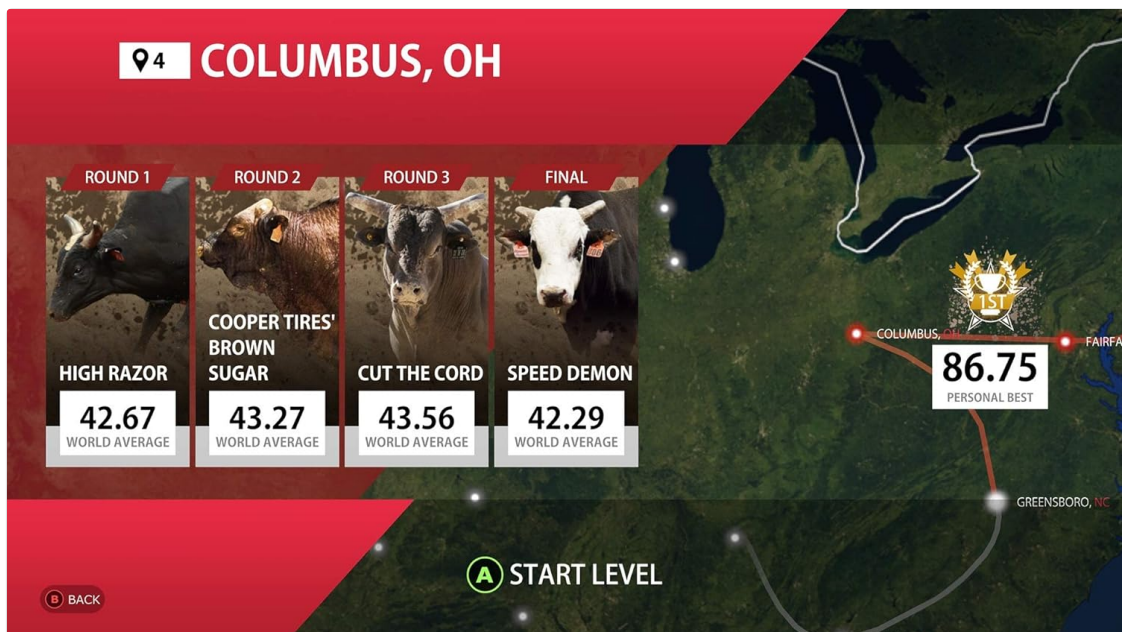 4
COLUMBUS, OH
ROUND 1
ROUND 2
ROUND 3
FINAL
HIGH RAZOR
42.67
WORLD AVERAGE
COOPER TIRES'
BROWN
SUGAR
43.27
WORLD AVERAGE
CUT THE CORD
43.56
WORLD AVERAGE
SPEED DEMON
42.29
WORLD AVERAGE
1ST
COLUMBUS, OH
FAIRFA
86.75
PERSONAL BEST
GREENSBORO, NC
A START LEVEL
B BACK